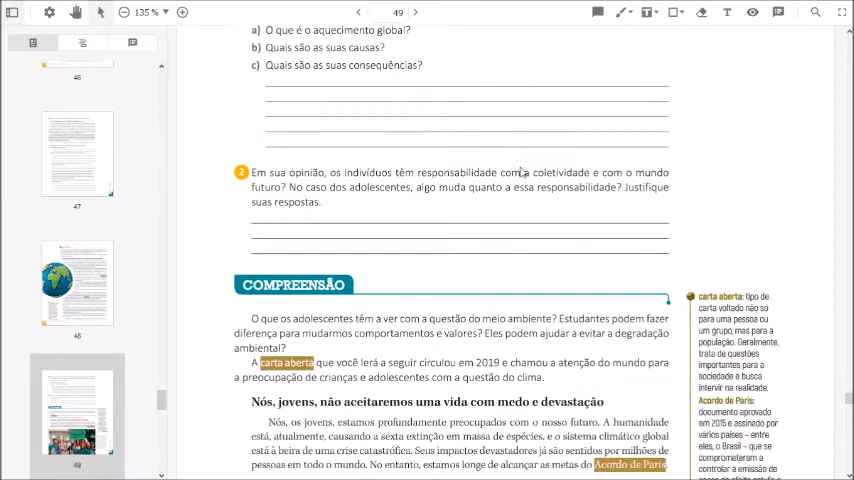 135 %
49
46
47
48
49
a) O que é o aquecimento global?
b) Quais são as suas causas?
c) Quais são as suas consequências?
2 Em sua opinião, os indivíduos têm responsabilidade com a coletividade e com o mundo
futuro? No caso dos adolescentes, algo muda quanto a essa responsabilidade? Justifique
suas respostas.
COMPREENSÃO
O que os adolescentes têm a ver com a questão do meio ambiente? Estudantes podem fazer
diferença para mudarmos comportamentos e valores? Eles podem ajudar a evitar a degradação
ambiental?
A carta aberta que você lerá a seguir circulou em 2019 e chamou a atenção do mundo para
a preocupação de crianças e adolescentes com a questão do clima.
Nós, jovens, não aceitaremos uma vida com medo e devastação
Nós, os jovens, estamos profundamente preocupados com o nosso futuro. A humanidade
está, atualmente, causando a sexta extinção em massa de espécies, e o sistema climático global
está à beira de uma crise catastrófica. Seus impactos devastadores já são sentidos por milhões de
pessoas em todo o mundo. No entanto, estamos longe de alcançar as metas do Acordo de Paris.
carta aberta: tipo de
carta voltado não só
para uma pessoa ou
um grupo, mas para a
população. Geralmente,
trata de questões
importantes para a
sociedade e busca
intervir na realidade.
Acordo de Paris:
documento aprovado
em 2015 e assinado por
vários países – entre
eles, o Brasil – que se
comprometeram a
controlar a emissão de